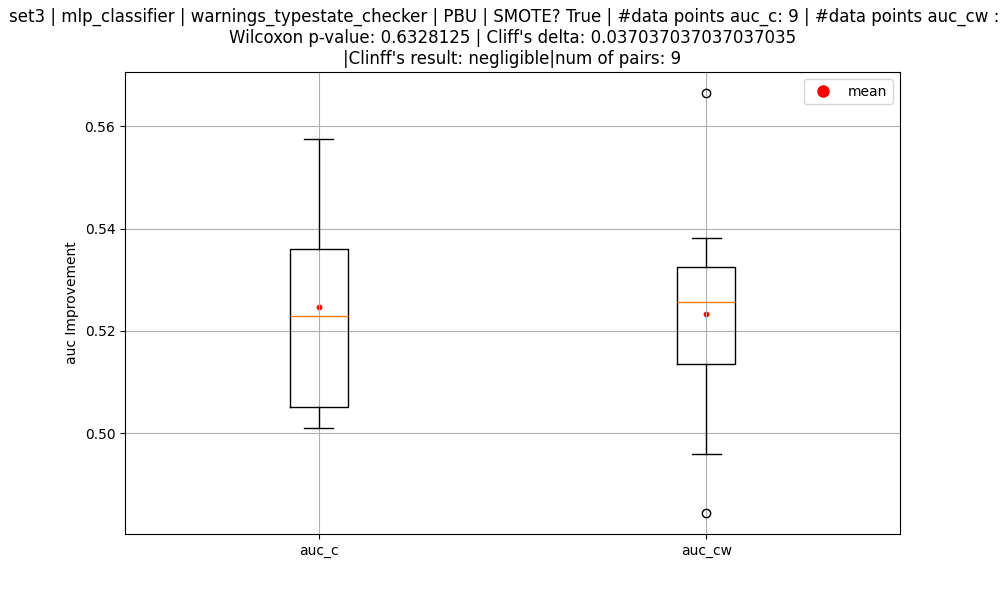 set3 | mlp_classifier | warnings_typestate_checker | PBU | SMOTE? True | #data points auc_c: 9 | #data points auc_cw :
Wilcoxon p-value: 0.6328125 | Cliff's delta: 0.037037037037037035
|Clinff's result: negligible|num of pairs: 9
mean
0.56
0.54
0.52
0.50
auc Improvement
auc_c
auc_cw